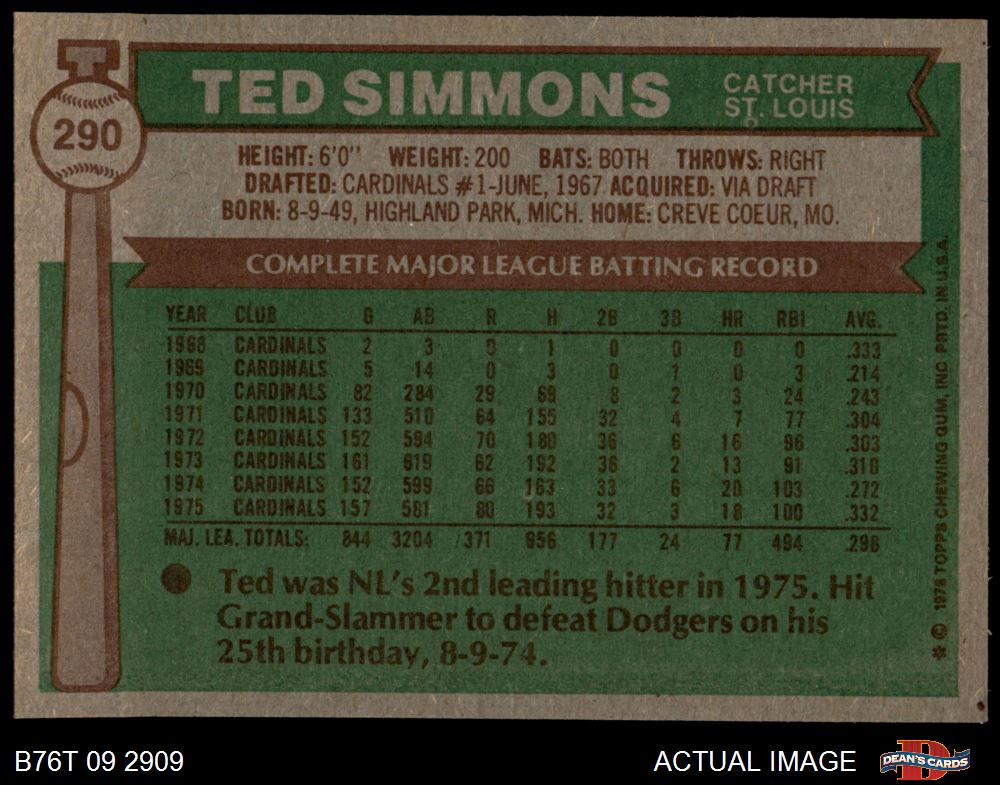 290
TED SIMMONS
CATCHER
ST. LOUIS
HEIGHT: 6'0" WEIGHT: 200 BATS: BOTH THROWS: RIGHT
DRAFTED: CARDINALS #1-JUNE, 1967 ACQUIRED: VIA DRAFT
BORN: 8-9-49, HIGHLAND PARK, MICH. HOME: CREVE COEUR, MO.
COMPLETE MAJOR LEAGUE BATTING RECORD
YEAR CLUB G AB R H 2B 3B HR RBI AVG.
1968 CARDINALS 2 3 0 1 0 0 0 0 .333
1969 CARDINALS 5 14 0 3 0 1 0 3 .214
1970 CARDINALS 82 284 29 69 8 2 3 24 .243
1971 CARDINALS 133 510 64 155 32 4 7 77 .304
1972 CARDINALS 152 594 70 180 36 6 16 96 .303
1973 CARDINALS 161 619 62 192 36 2 13 91 .310
1974 CARDINALS 152 599 66 163 33 6 20 103 .272
1975 CARDINALS 157 581 80 193 32 3 18 100 .332
MAJ. LEA. TOTALS: 844 3204 371 956 177 24 77 494 .298
Ted was NL's 2nd leading hitter in 1975. Hit
Grand-Slammer to defeat Dodgers on his
25th birthday, 8-9-74.
* © 1976 TOPPS CHEWING GUM, INC. PRTD. IN U.S.A.
B76T 09 2909
ACTUAL IMAGE
DEAN'S CARDS